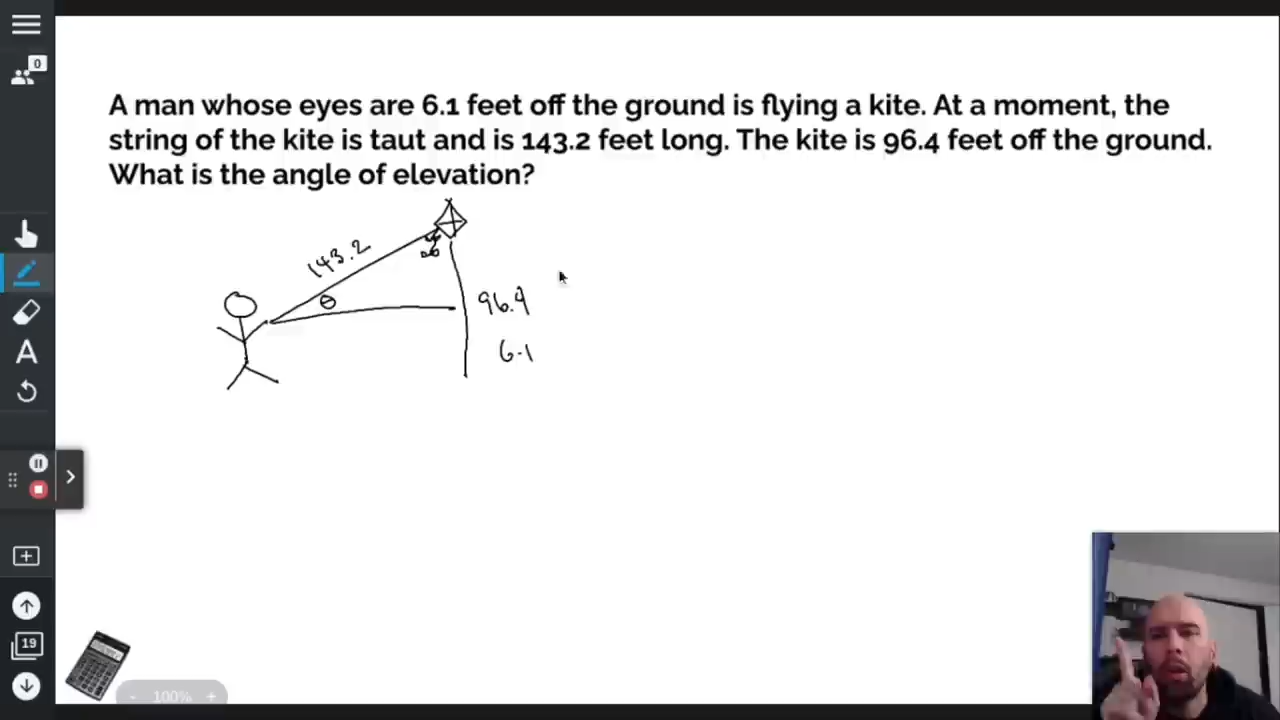 0
A man whose eyes are 6.1 feet off the ground is flying a kite. At a moment, the
string of the kite is taut and is 143.2 feet long. The kite is 96.4 feet off the ground.
What is the angle of elevation?
143.2
θ
96.4
6.1
A
19
- 100% +